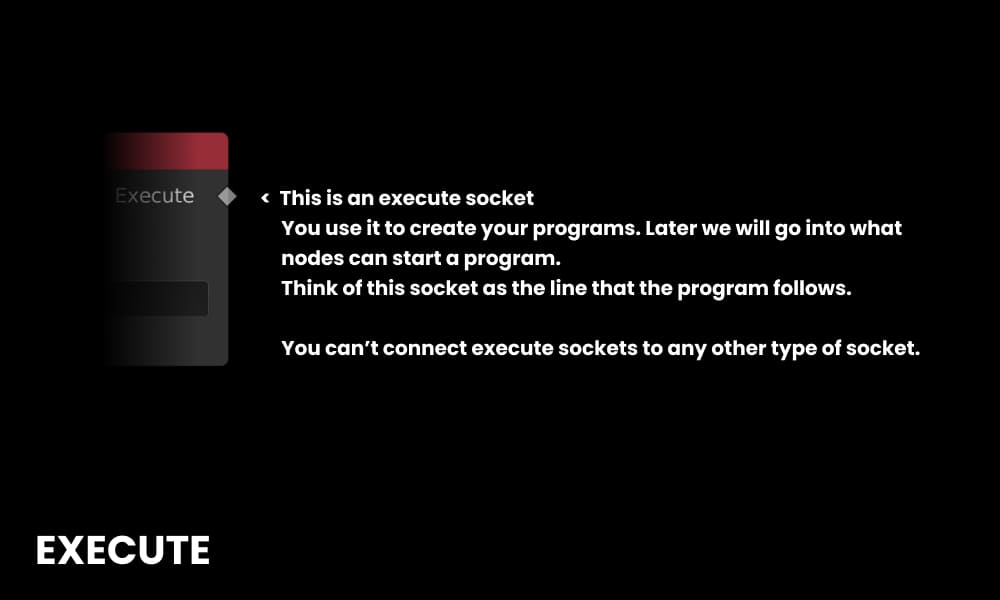 Execute
< This is an execute socket
You use it to create your programs. Later we will go into what
nodes can start a program.
Think of this socket as the line that the program follows.
You can’t connect execute sockets to any other type of socket.
EXECUTE